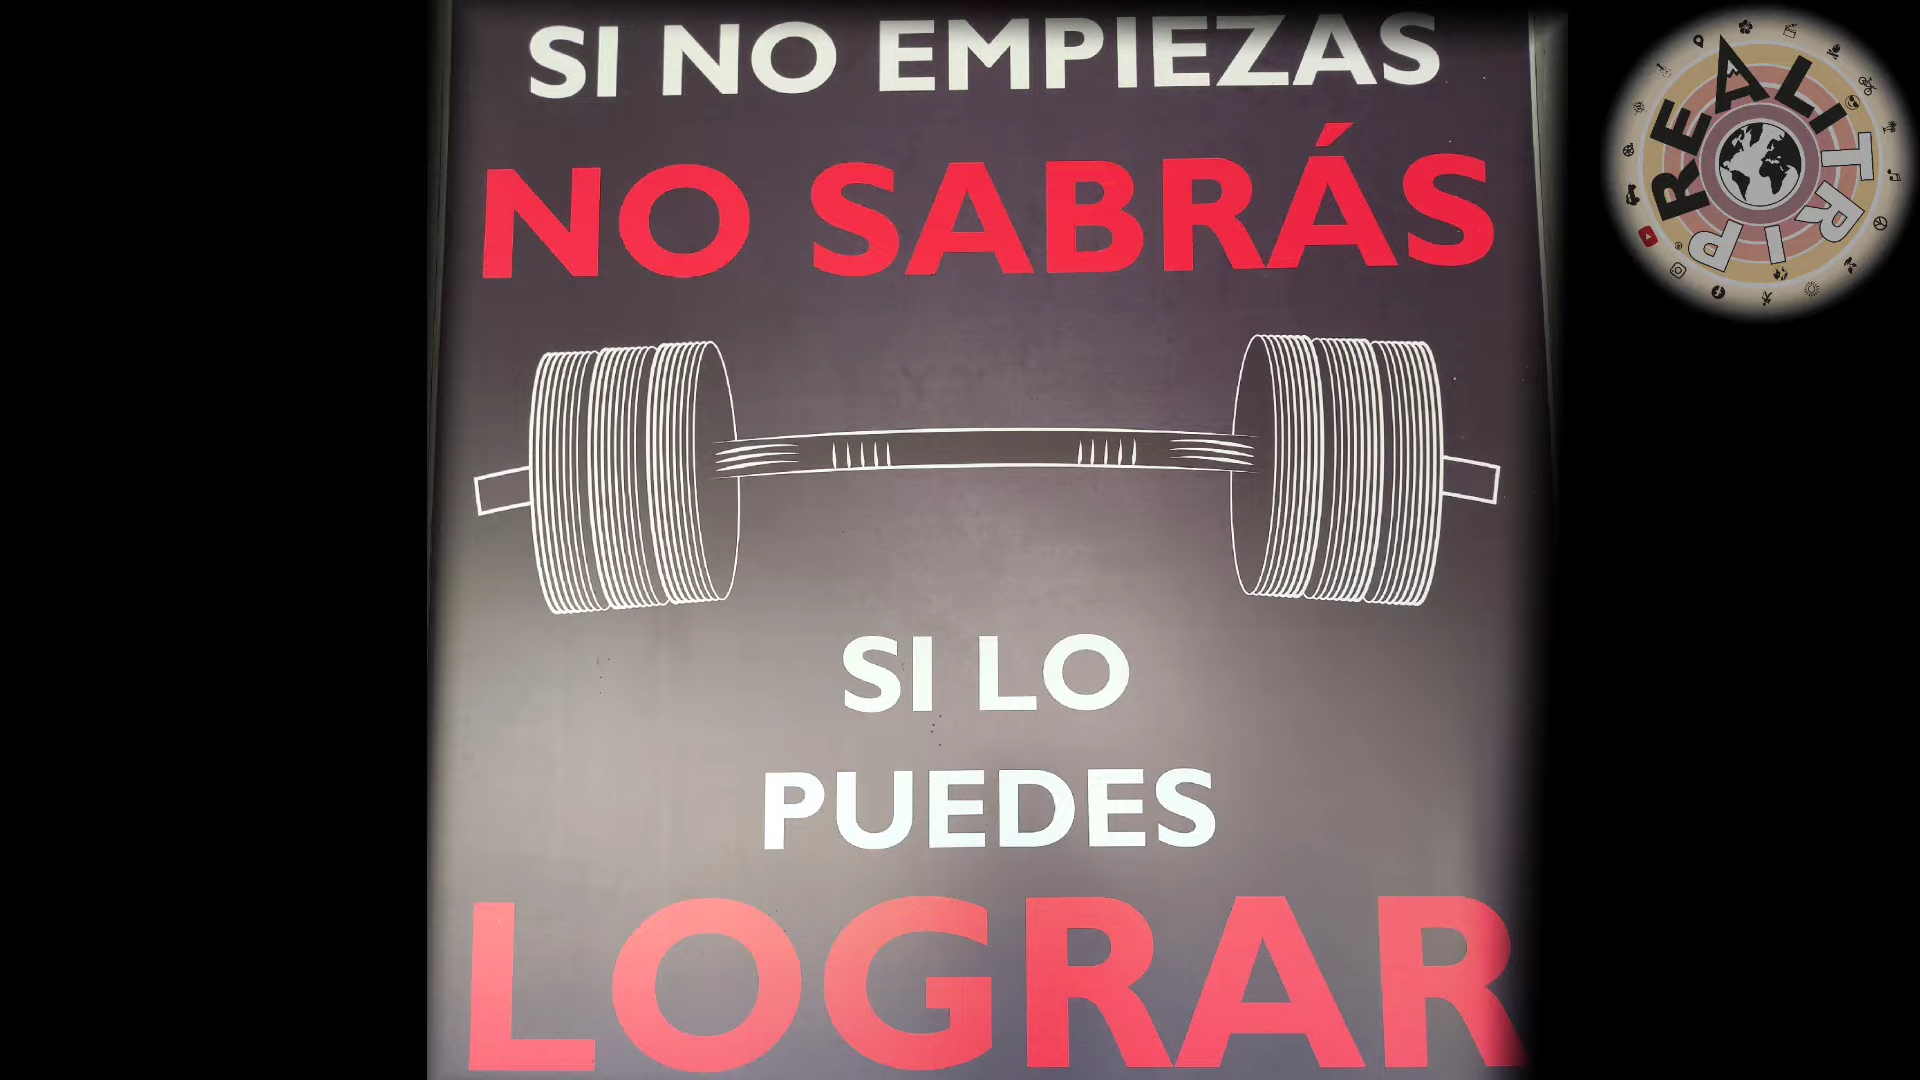 SI NO EMPIEZAS
NO SABRÁS
SI LO
PUEDES
LOGRAR
REALITRIP